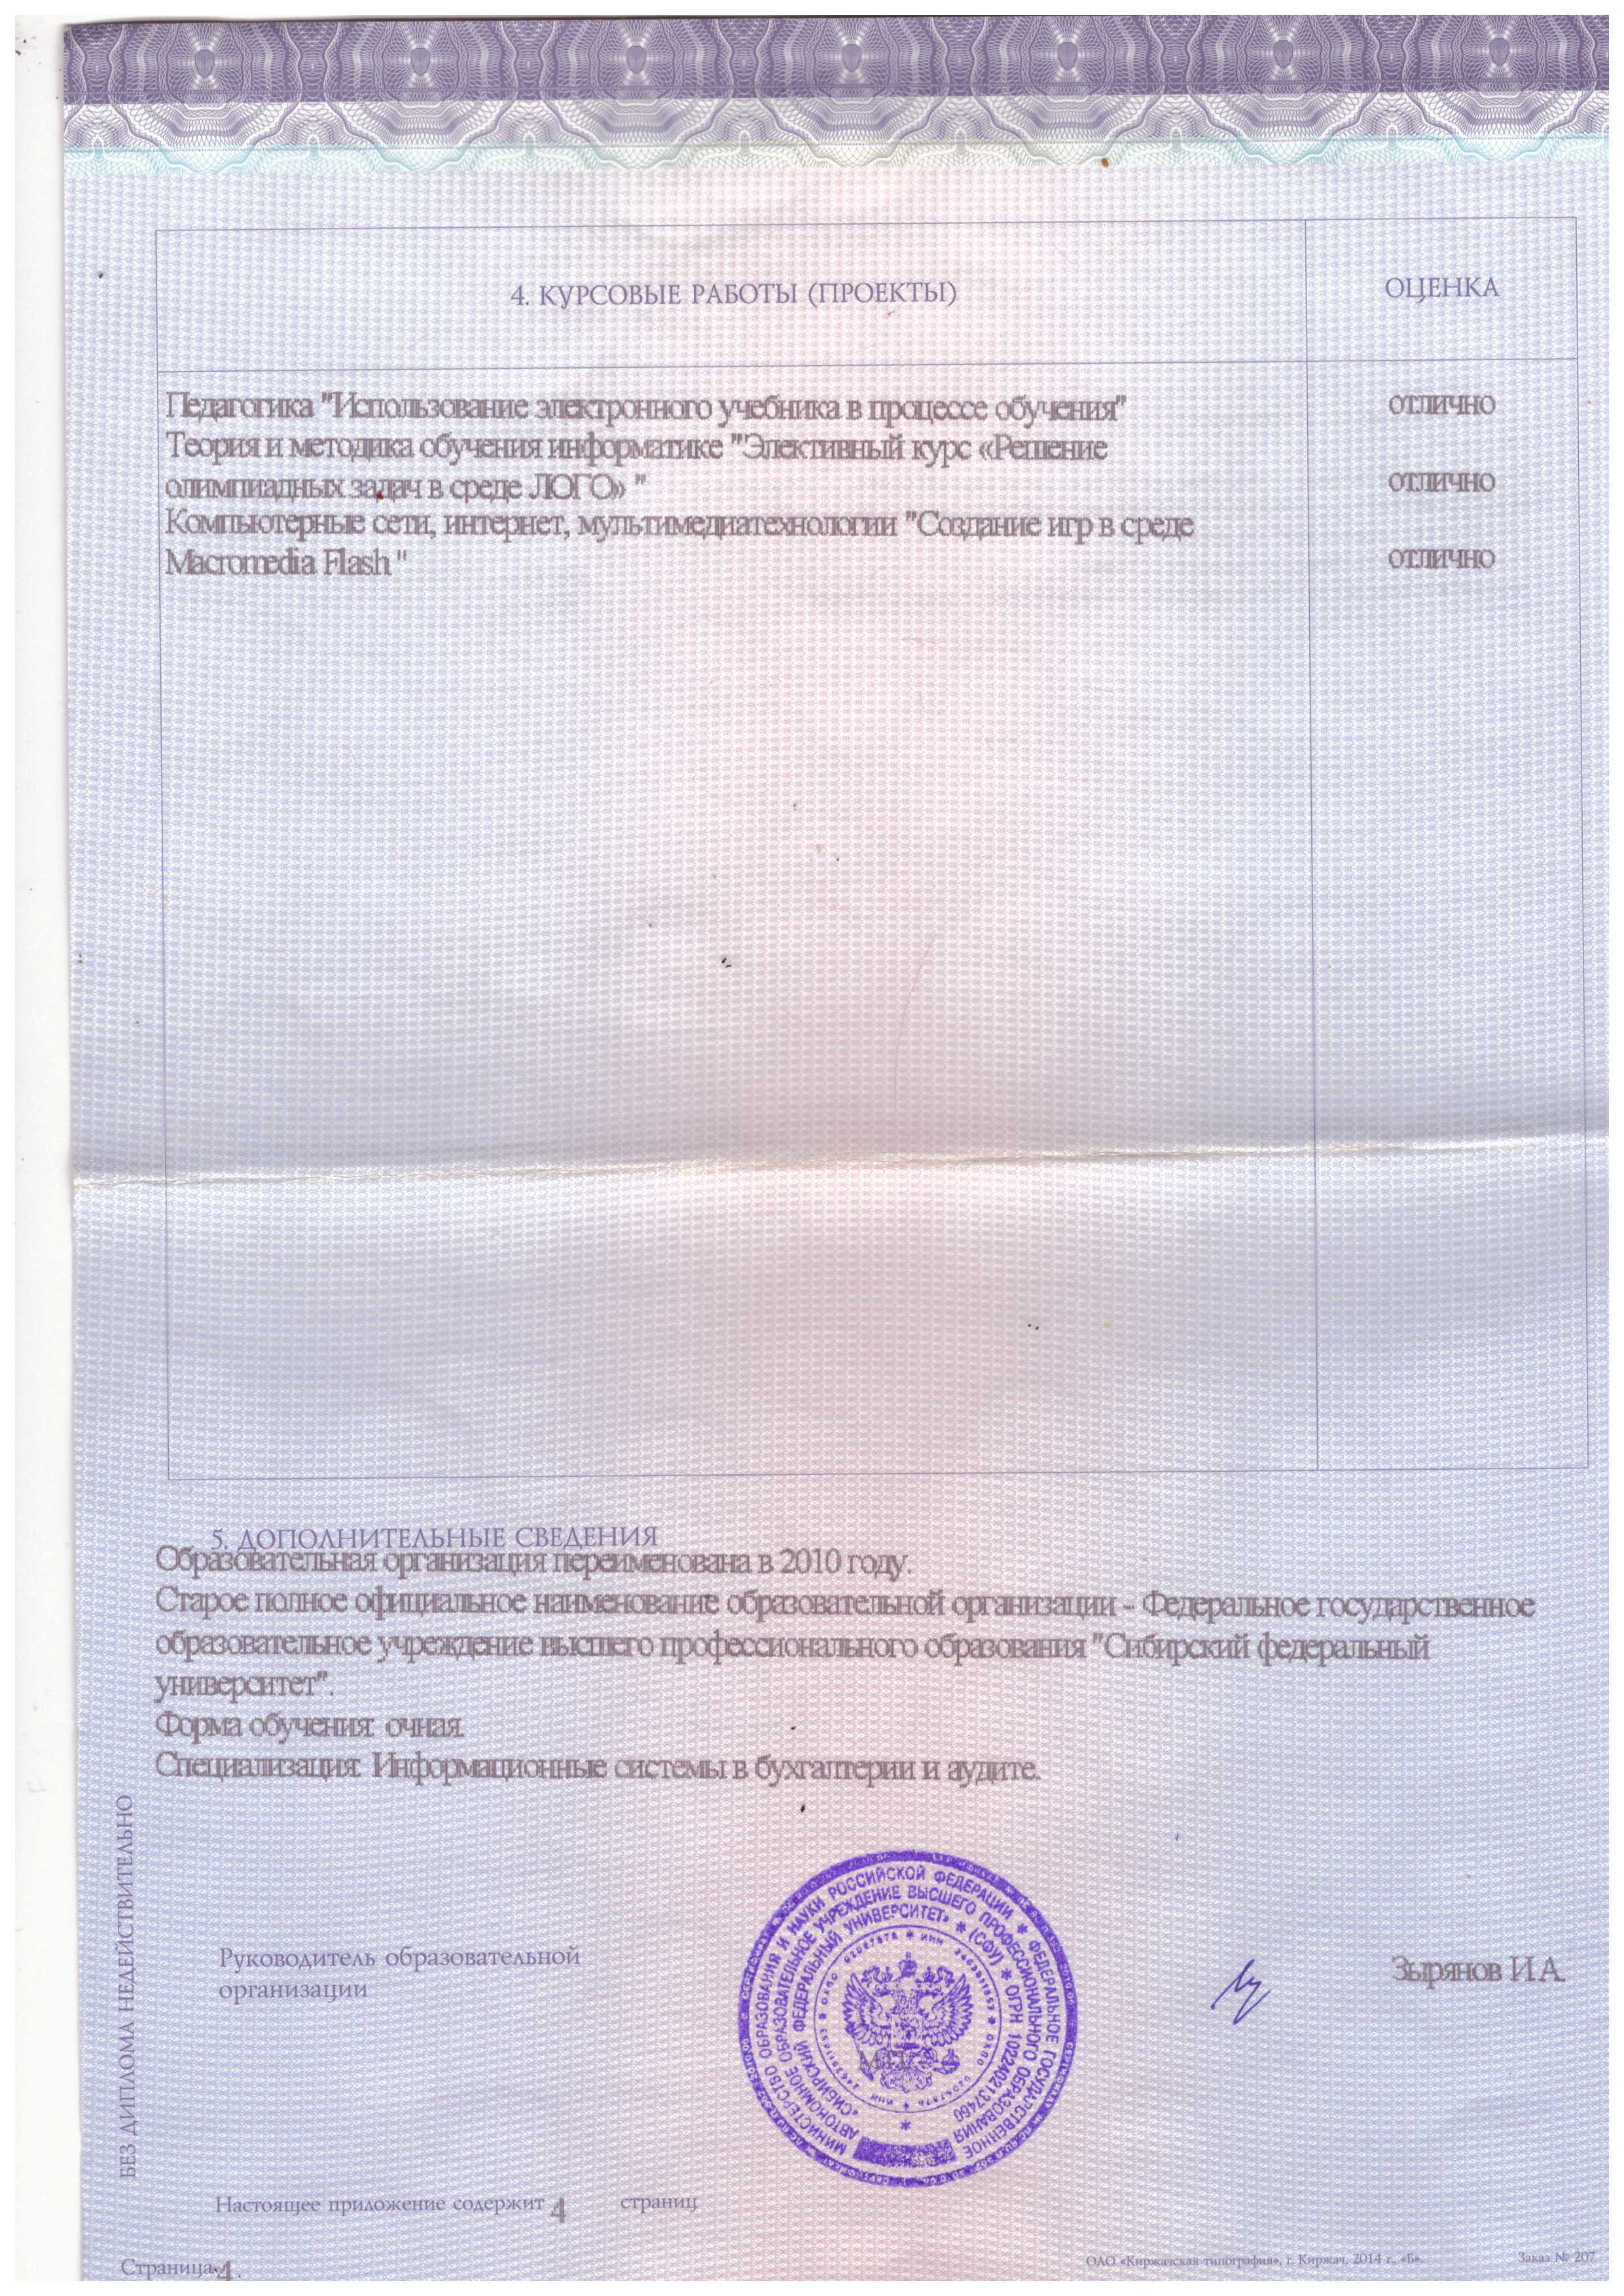 4. КУРСОВЫЕ РАБОТЫ (ПРОЕКТЫ)
ОЦЕНКА
Педагогика "Использование электронного учебника в процессе обучения" отлично
Теория и методика обучения информатике "'Элективный курс «Решение
олимпиадных задач в среде ЛОГО» " отлично
Компьютерные сети, интернет, мультимедиатехнологии "Создание игр в среде
Macromedia Flash " отлично
5. ДОПОЛНИТЕЛЬНЫЕ СВЕДЕНИЯ
Образовательная организация переименована в 2010 году.
Старое полное официальное наименование образовательной организации - Федеральное государственное
образовательное учреждение высшего профессионального образования "Сибирский федеральный
университет".
Форма обучения: очная.
Специализация: Информационные системы в бухгалтерии и аудите.
БЕЗ ДИПЛОМА НЕДЕЙСТВИТЕЛЬНО
Руководитель образовательной
организации
МИНИСТЕРСТВО ОБРАЗОВАНИЯ И НАУКИ РОССИЙСКОЙ ФЕДЕРАЦИИ * ФЕДЕРАЛЬНОЕ ГОСУДАРСТВЕННОЕ
АВТОНОМНОЕ ОБРАЗОВАТЕЛЬНОЕ УЧРЕЖДЕНИЕ ВЫСШЕГО ПРОФЕССИОНАЛЬНОГО ОБРАЗОВАНИЯ
«СИБИРСКИЙ ФЕДЕРАЛЬНЫЙ УНИВЕРСИТЕТ» * (СФУ) * ОГРН 1022402137460
М.П.
Зырянов И.А.
Настоящее приложение содержит 4 страниц
Страница 4.
ОАО «Киржачская типография», г. Киржач, 2014 г., «Б».
Заказ № 207